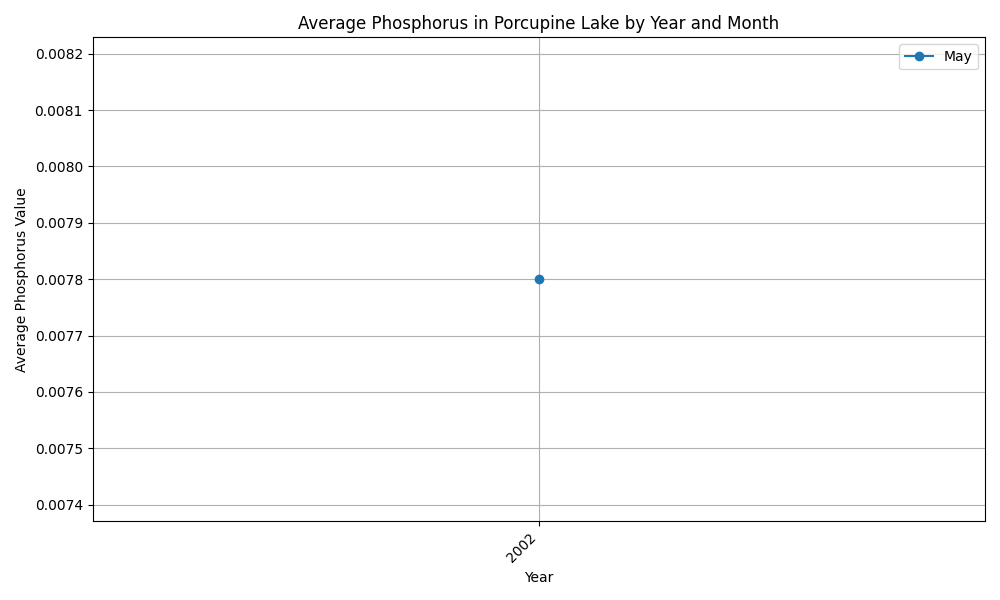 Average Phosphorus in Porcupine Lake by Year and Month
May
0.0082
0.0081
0.0080
0.0079
0.0078
0.0077
0.0076
0.0075
0.0074
Average Phosphorus Value
2002
Year